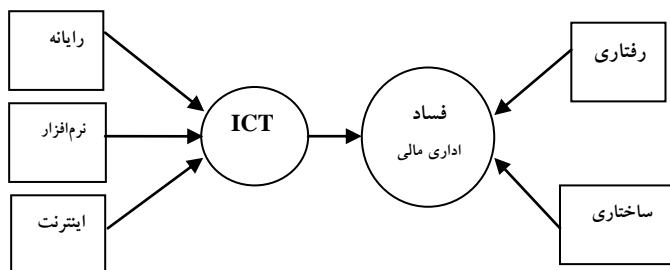 رایانه
نرم‌افزار
اینترنت
ICT
فساد
اداری مالی
رفتاری
ساختاری